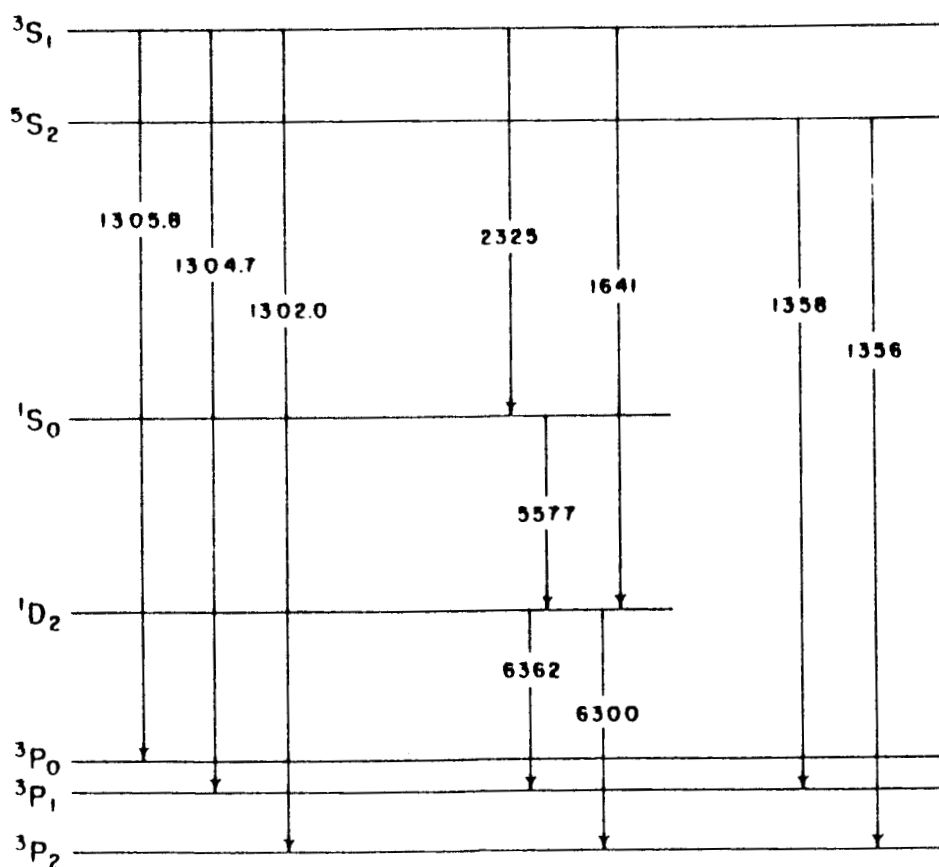 ³S₁
⁵S₂
1305.8
2325
1304.7
1641
1358
1302.0
1356
¹S₀
5577
¹D₂
6362
6300
³P₀
³P₁
³P₂